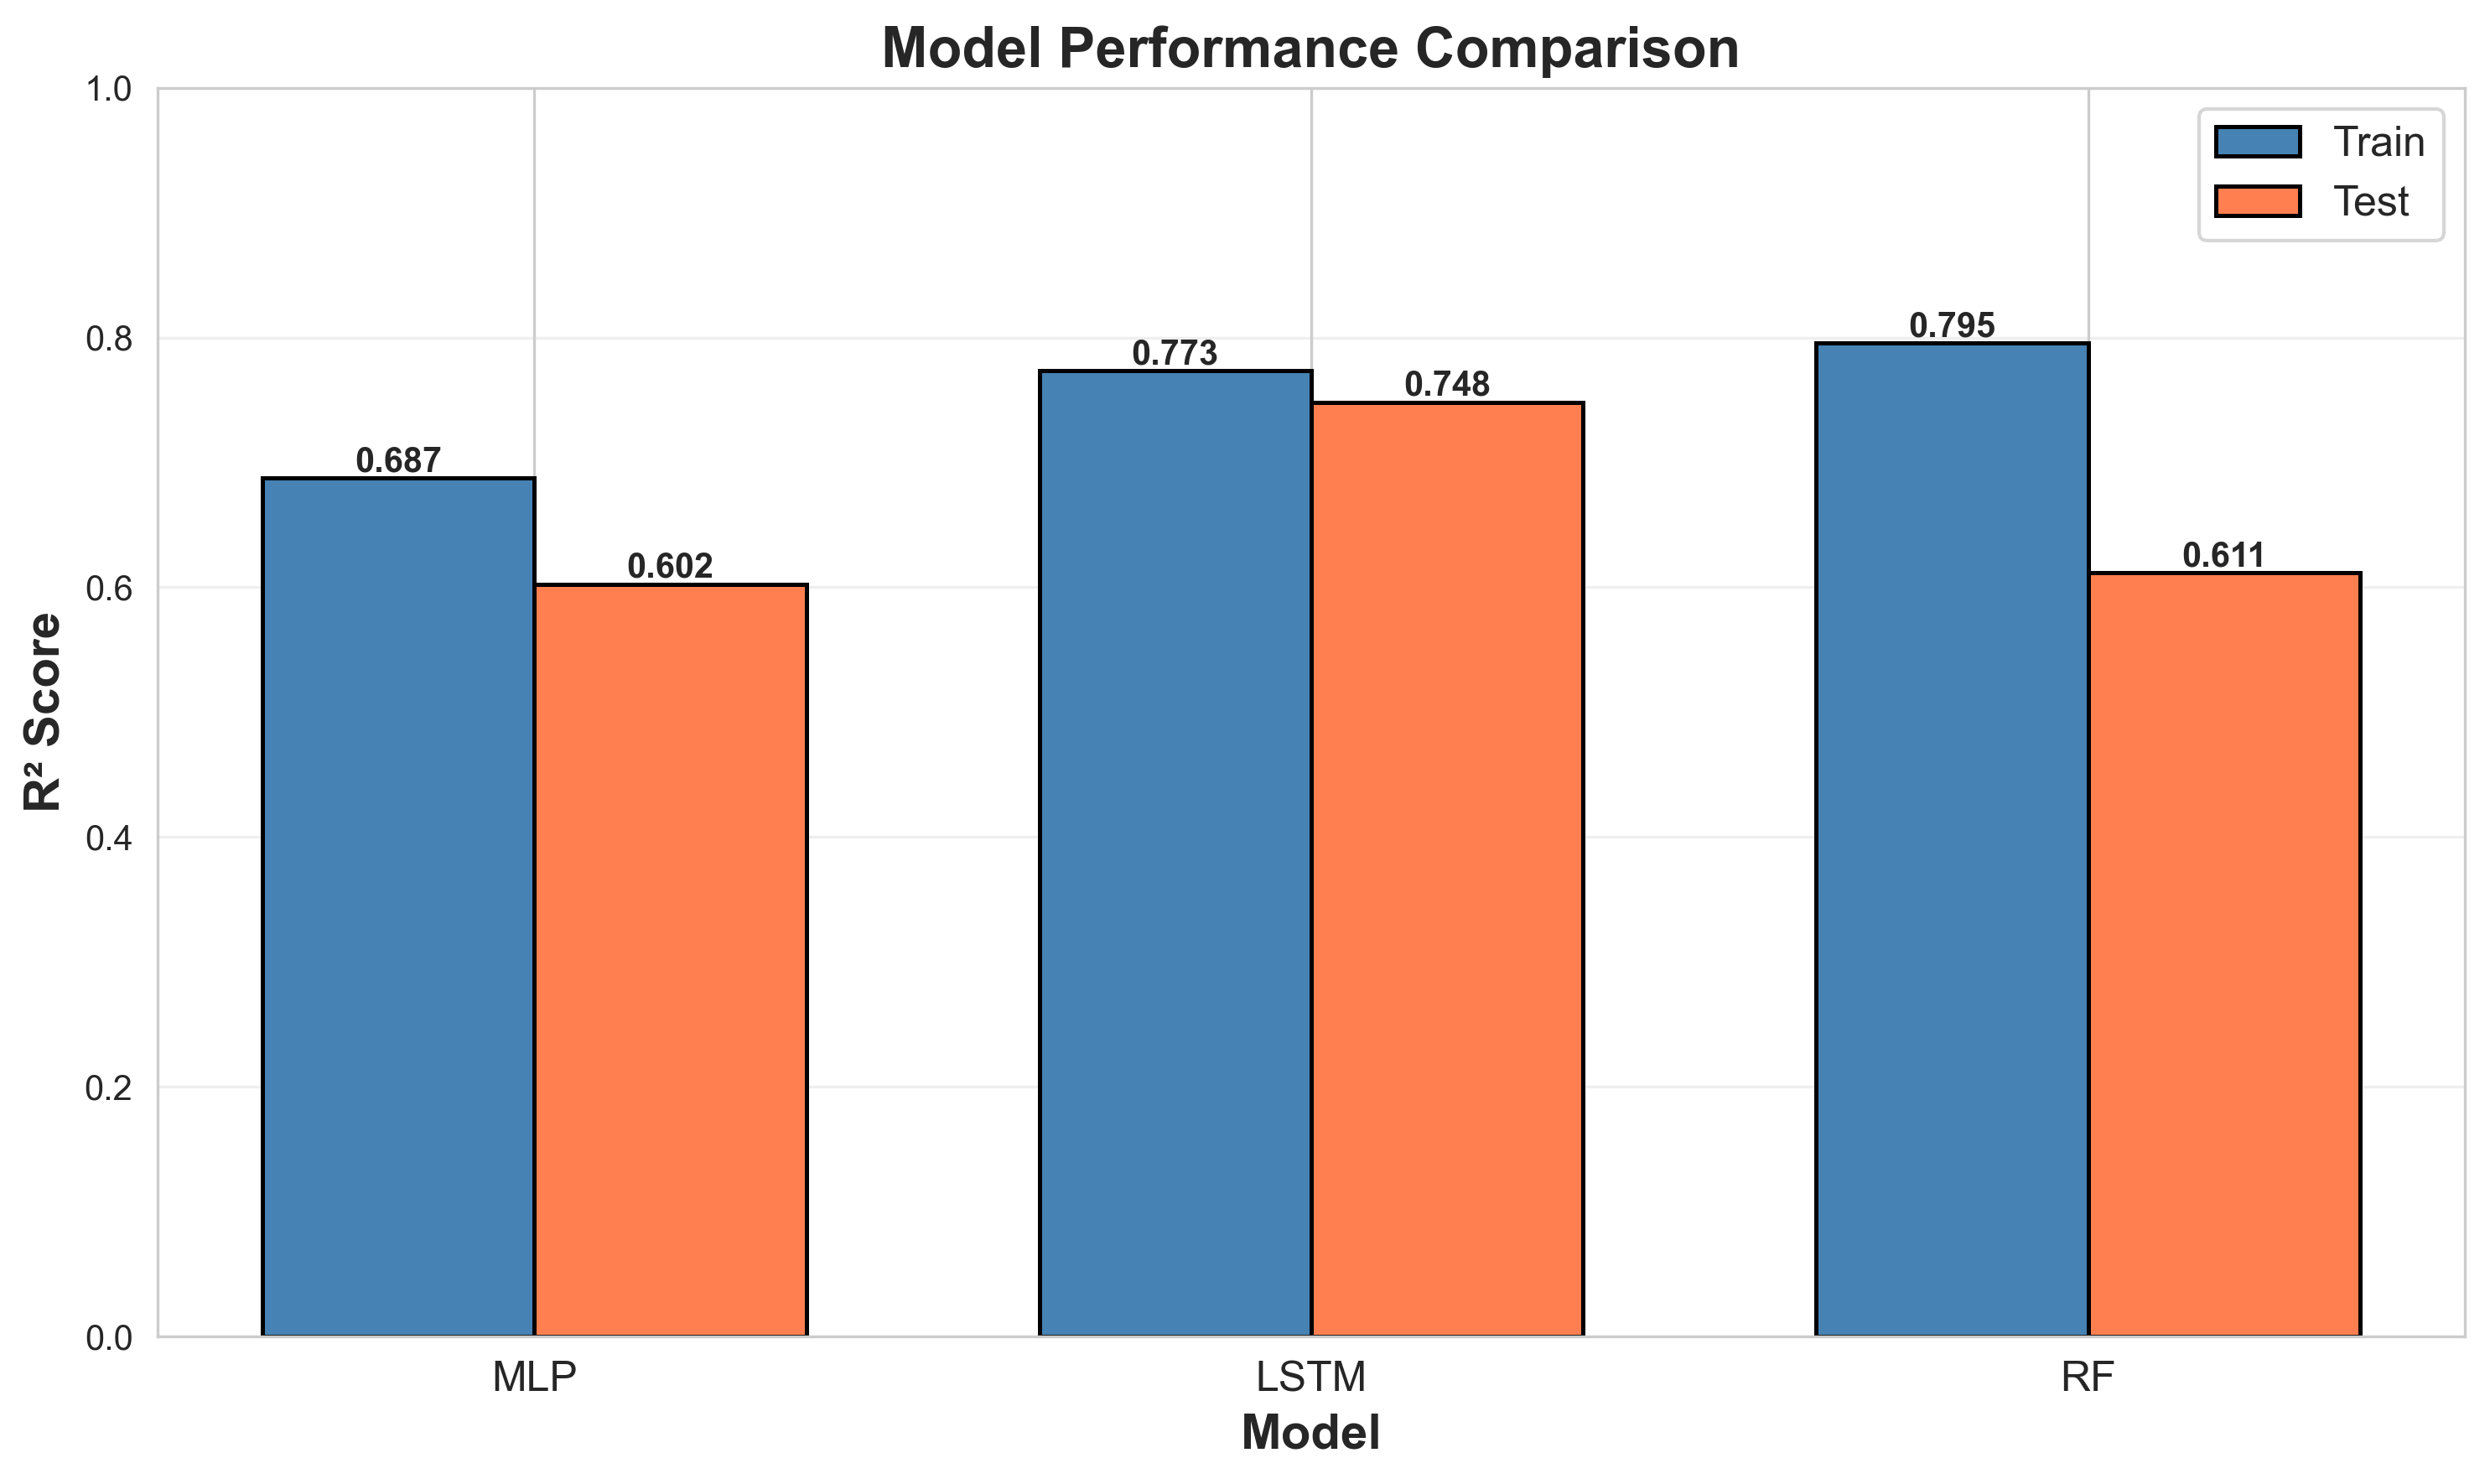 Model Performance Comparison
1.0
Train
Test
0.8
0.795
0.773
0.748
0.687
0.611
0.602
0.6
R² Score
0.4
0.2
0.0
MLP
LSTM
RF
Model